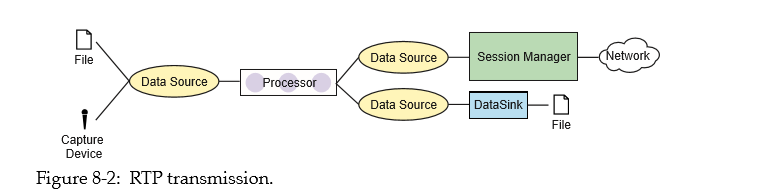 File
Capture
Device
Data Source
Processor
Data Source
Session Manager
Network
Data Source
DataSink
File
Figure 8-2: RTP transmission.